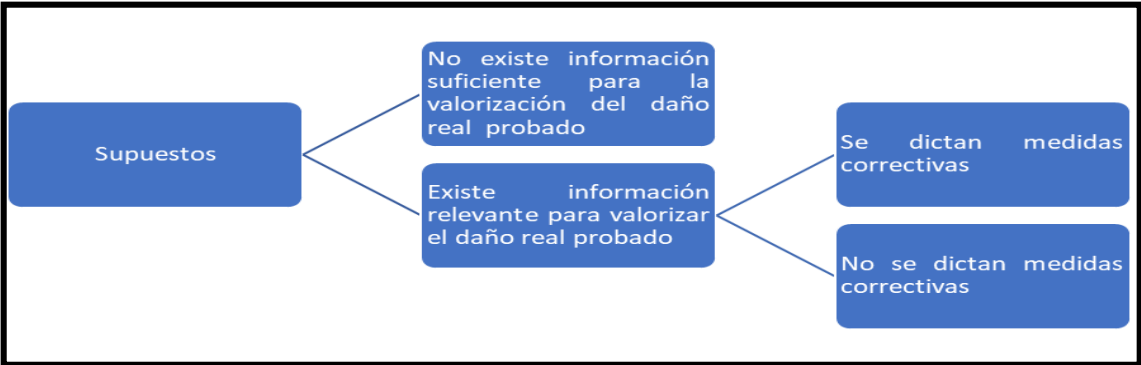 Supuestos
No existe información
suficiente para la
valorización del daño
real probado
Existe información
relevante para valorizar
el daño real probado
Se dictan medidas
correctivas
No se dictan medidas
correctivas